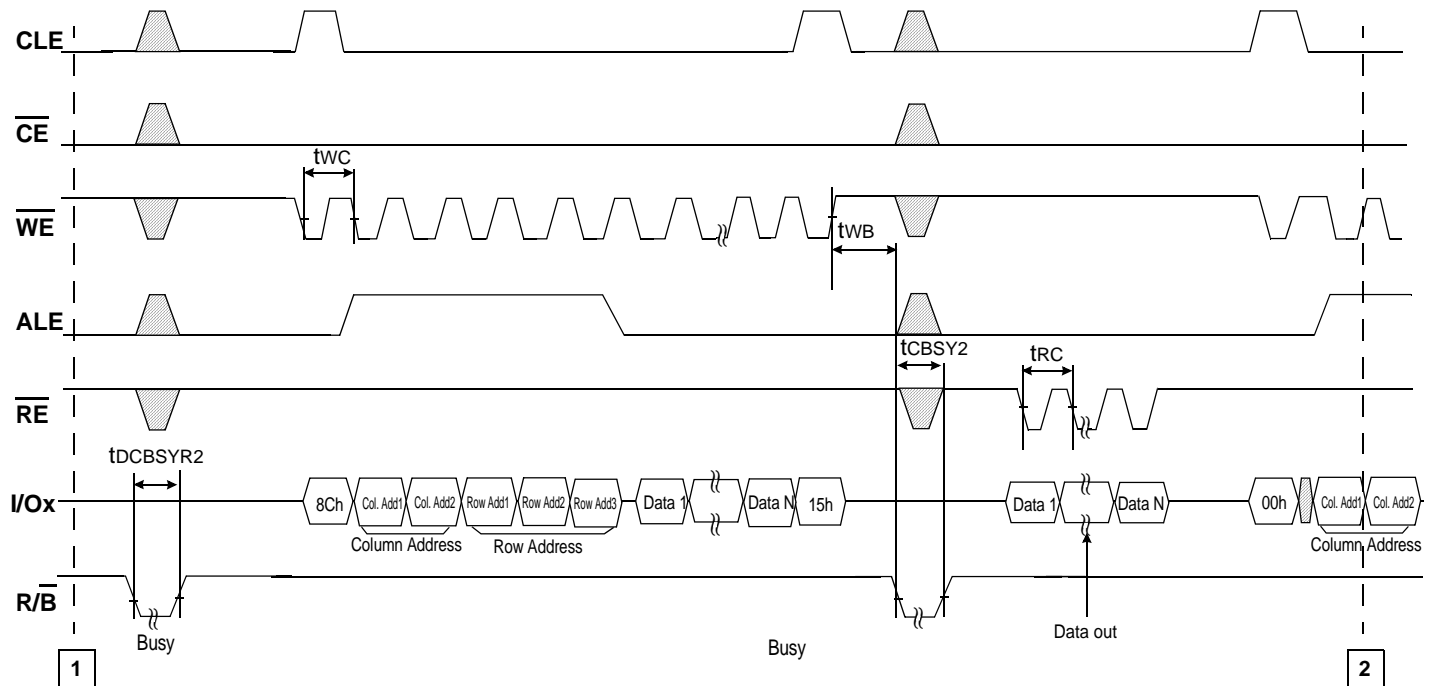 CLE
CE
tWC
WE
tWB
ALE
tCBSY2
tRC
RE
tDCBSYR2
I/Ox
8Ch
Col. Add1
Col. Add2
Row Add1
Row Add2
Row Add3
Data 1
Data N
15h
Data 1
Data N
00h
Col. Add1
Col. Add2
Column Address
Row Address
Column Address
R/B
Busy
Busy
Data out
1
2